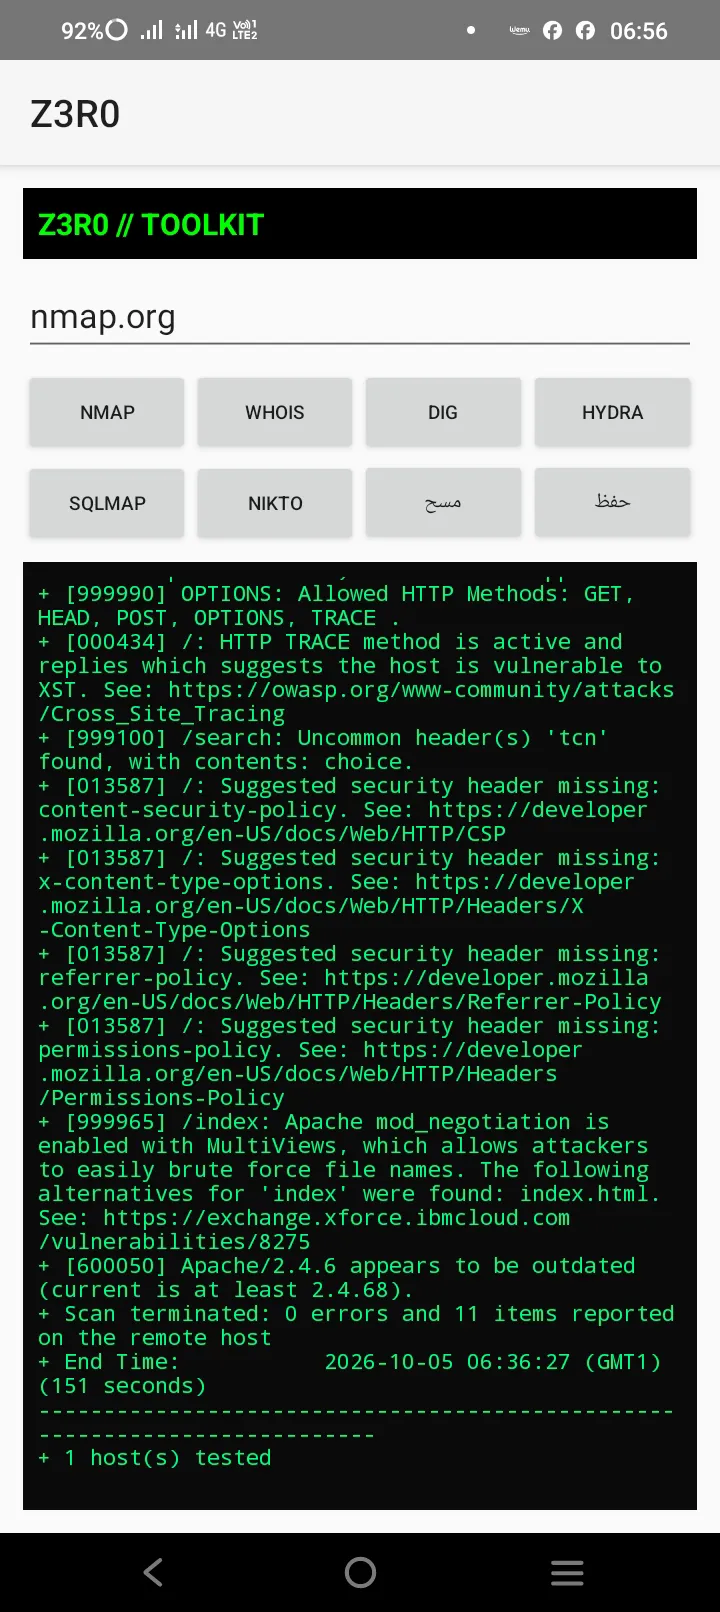 92% 4G Vo))1 LTE2 06:56
Z3R0
Z3R0 // TOOLKIT
nmap.org
NMAP WHOIS DIG HYDRA
SQLMAP NIKTO مسح حفظ
+ [999990] OPTIONS: Allowed HTTP Methods: GET,
HEAD, POST, OPTIONS, TRACE .
+ [000434] /: HTTP TRACE method is active and
replies which suggests the host is vulnerable to
XST. See: https://owasp.org/www-community/attacks
/Cross_Site_Tracing
+ [999100] /search: Uncommon header(s) 'tcn'
found, with contents: choice.
+ [013587] /: Suggested security header missing:
content-security-policy. See: https://developer
.mozilla.org/en-US/docs/Web/HTTP/CSP
+ [013587] /: Suggested security header missing:
x-content-type-options. See: https://developer
.mozilla.org/en-US/docs/Web/HTTP/Headers/X
-Content-Type-Options
+ [013587] /: Suggested security header missing:
referrer-policy. See: https://developer.mozilla
.org/en-US/docs/Web/HTTP/Headers/Referrer-Policy
+ [013587] /: Suggested security header missing:
permissions-policy. See: https://developer
.mozilla.org/en-US/docs/Web/HTTP/Headers
/Permissions-Policy
+ [999965] /index: Apache mod_negotiation is
enabled with MultiViews, which allows attackers
to easily brute force file names. The following
alternatives for 'index' were found: index.html.
See: https://exchange.xforce.ibmcloud.com
/vulnerabilities/8275
+ [600050] Apache/2.4.6 appears to be outdated
(current is at least 2.4.68).
+ Scan terminated: 0 errors and 11 items reported
on the remote host
+ End Time: 2026-10-05 06:36:27 (GMT1)
(151 seconds)
-------------------------------------------------
--------------------------
+ 1 host(s) tested